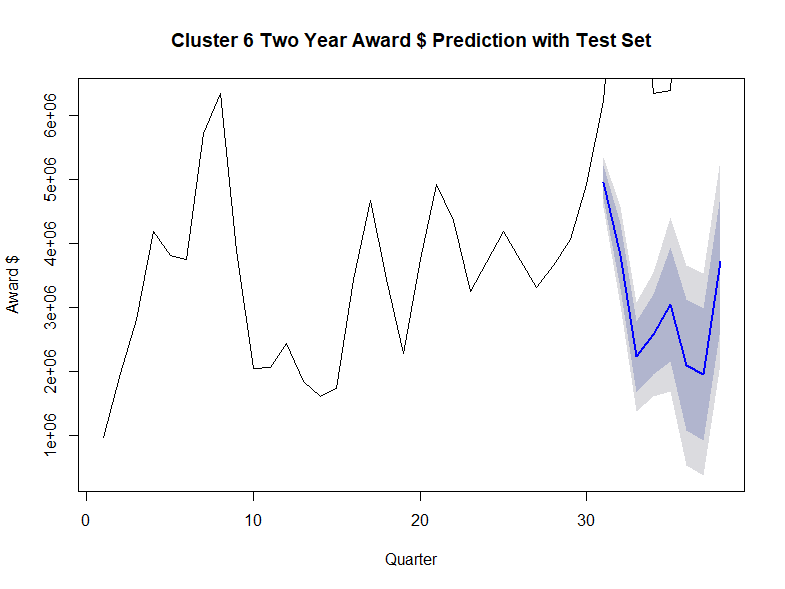 Cluster 6 Two Year Award $ Prediction with Test Set
6e+06
5e+06
4e+06
3e+06
2e+06
1e+06
Award $
0 10 20 30
Quarter